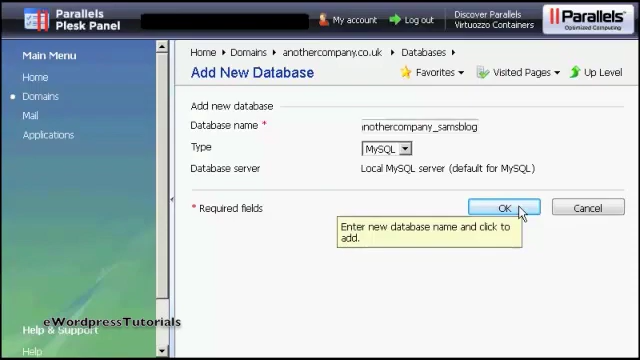 Parallels
Plesk Panel
My account
Log out
Discover Parallels
Virtuozzo Containers
Parallels
Optimized Computing
Main Menu
Home
Domains
Mail
Applications
Help & Support
Help
Home > Domains > anothercompany.co.uk > Databases >
Add New Database
Favorites
Visited Pages
Up Level
Add new database
Database name *
nothercompany_samsblog
Type
MySQL
Database server
Local MySQL server (default for MySQL)
* Required fields
OK
Cancel
Enter new database name and click to
add.
eWordpressTutorials